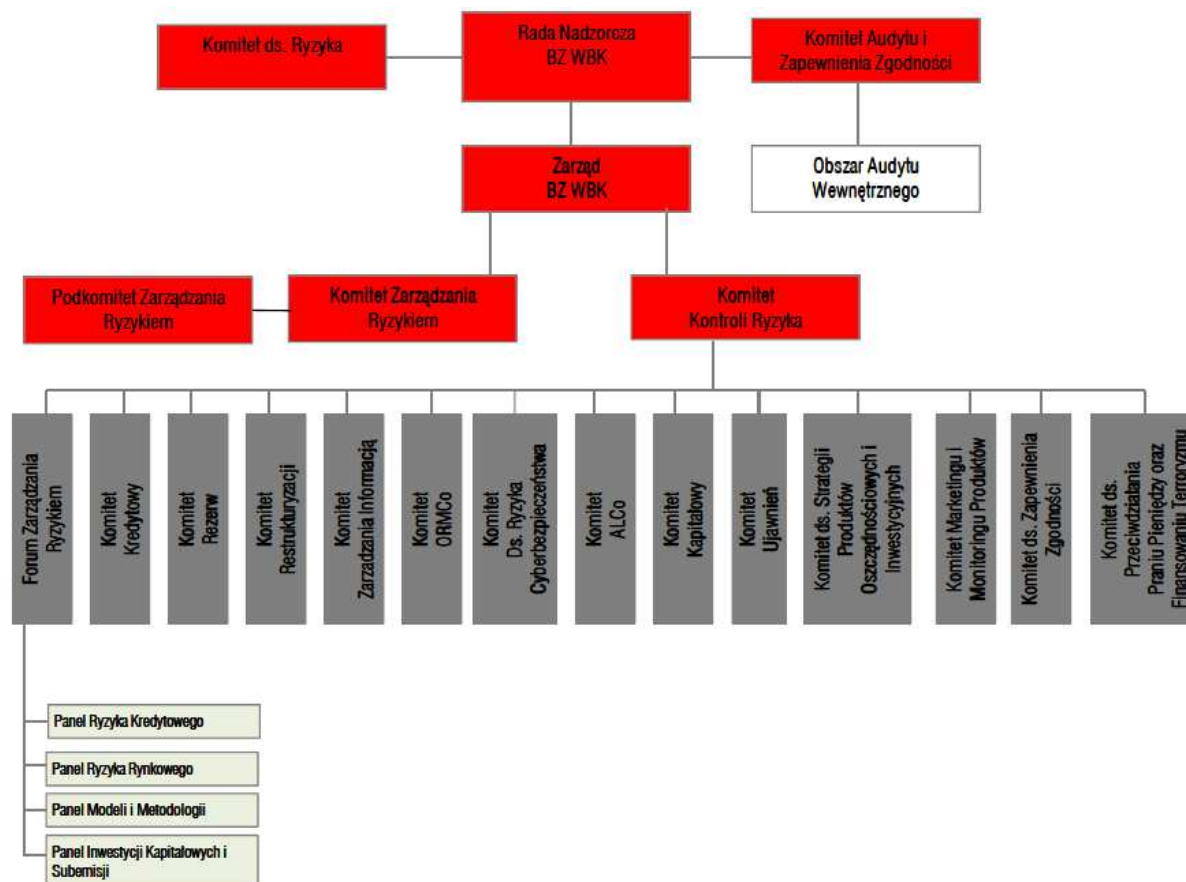 Komitet ds. Ryzyka
Rada Nadzorcza
BZ WBK
Komitet Audytu i
Zapewnienia Zgodności
Zarząd
BZ WBK
Obszar Audytu
Wewnętrznego
Podkomitet Zarządzania
Ryzykiem
Komitet Zarządzania
Ryzykiem
Komitet
Kontroli Ryzyka
Forum Zarządzania
Ryzykiem
Komitet
Kredytowy
Komitet
Rezerw
Komitet
Restrukturyzacji
Komitet
Zarzadzania Informacją
Komitet
ORMCo
Komitet
Ds. Ryzyka
Cyberbezpieczeństwa
Komitet
ALCo
Komitet
Kapitałowy
Komitet
Ujawnień
Komitet ds. Strategii
Produktów
Oszczędnościowych i
Inwestycyjnych
Komitet Marketingu i
Monitoringu Produktów
Komitet ds. Zapewnienia
Zgodności
Komitet ds.
Przeciwdziałania
Praniu Pieniędzy oraz
Finansowaniu Terroryzmu
Panel Ryzyka Kredytowego
Panel Ryzyka Rynkowego
Panel Modeli i Metodologii
Panel Inwestycji Kapitałowych i
Subemisji